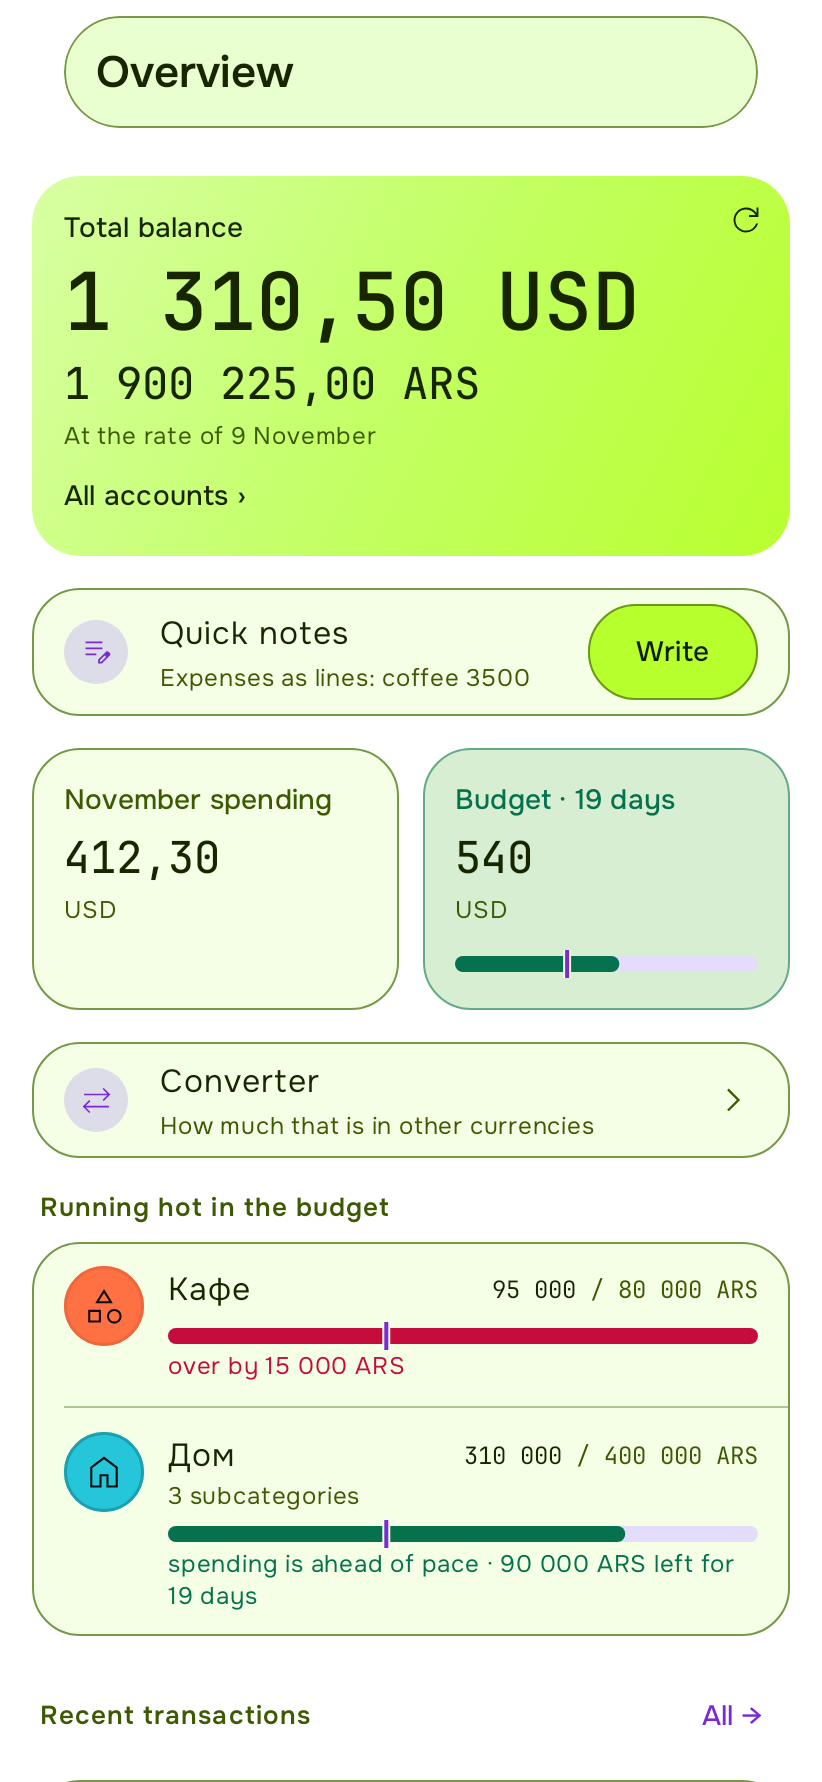 Overview
Total balance
1 310,50 USD
1 900 225,00 ARS
At the rate of 9 November
All accounts ›
Quick notes
Expenses as lines: coffee 3500
Write
November spending
412,30
USD
Budget · 19 days
540
USD
Converter
How much that is in other currencies
Running hot in the budget
Кафе
95 000 / 80 000 ARS
over by 15 000 ARS
Дом
310 000 / 400 000 ARS
3 subcategories
spending is ahead of pace · 90 000 ARS left for
19 days
Recent transactions
All →